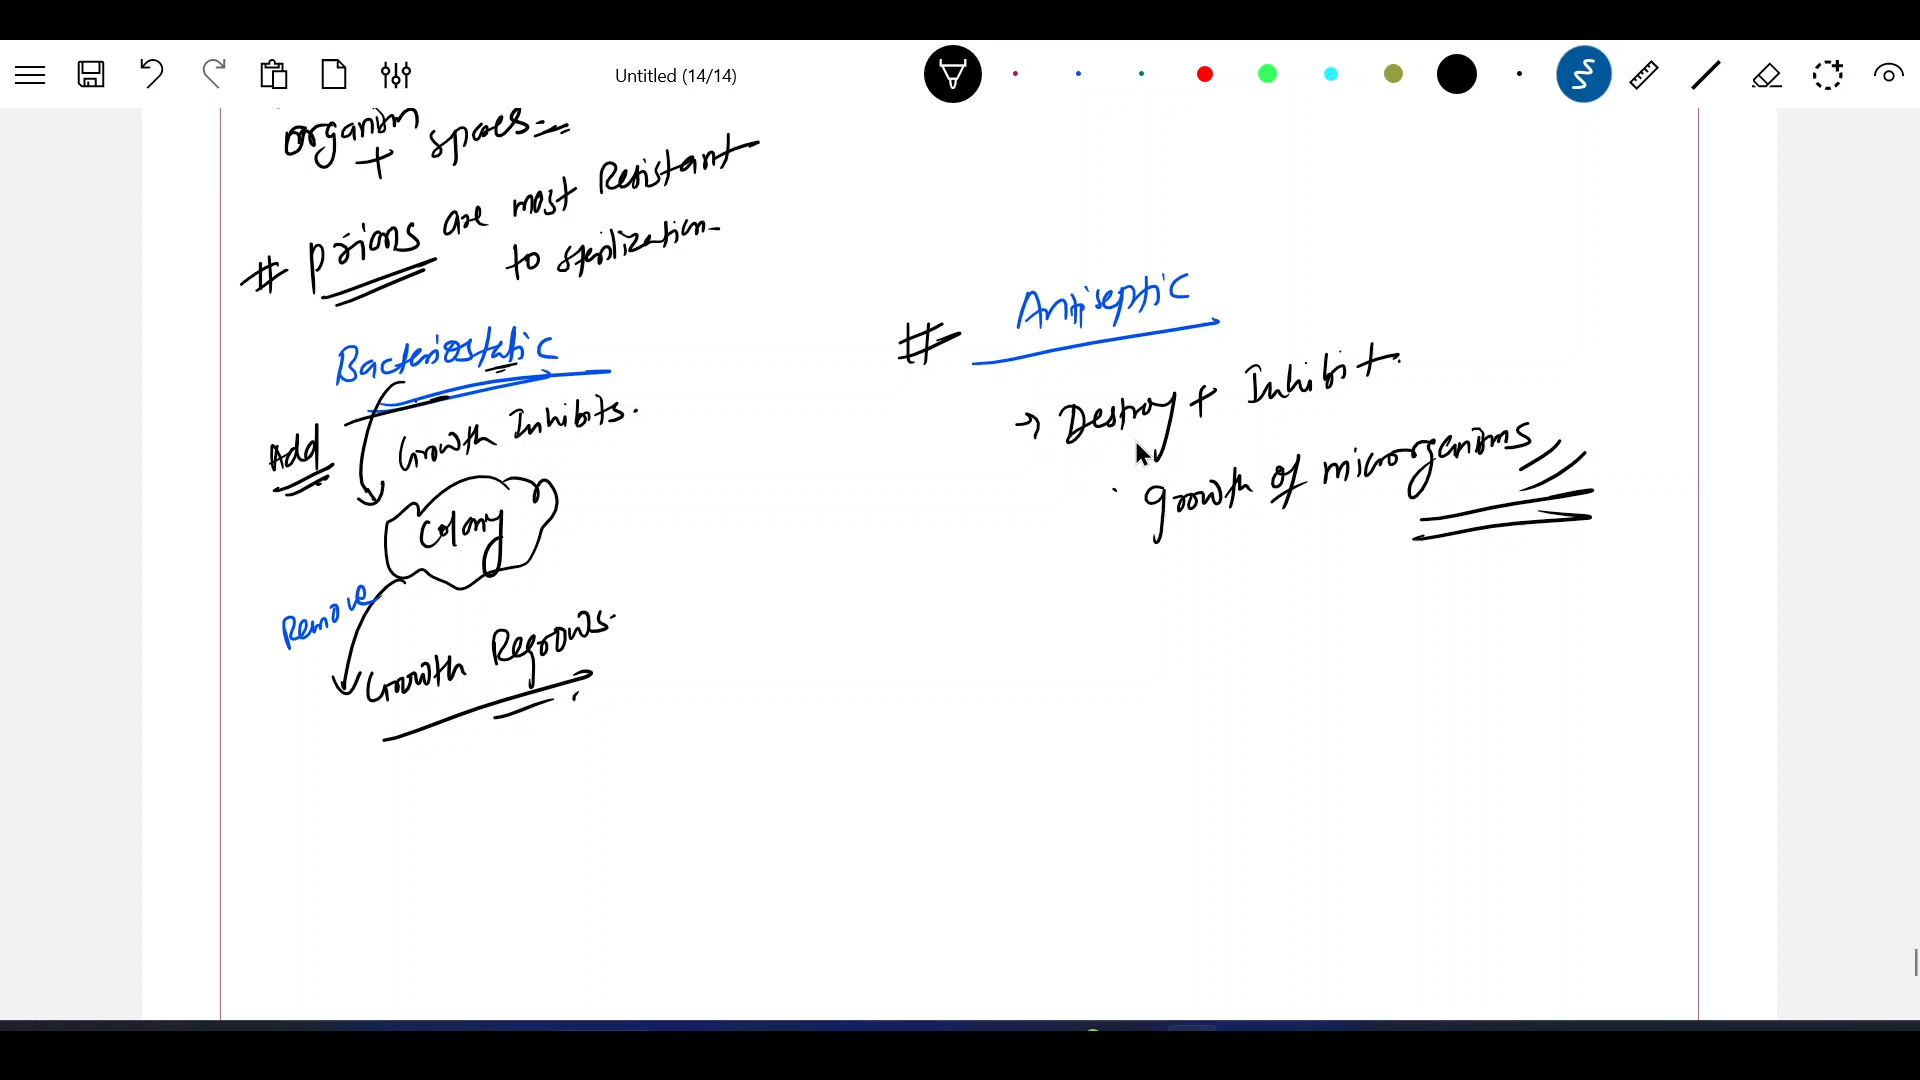 Untitled (14/14)
organism
+ spores.
# prions are most Resistant
to sterilization.
Bacteriostatic
Add
Growth Inhibits.
Colony
Remove
Growth Regrows.
# Antiseptic
→ Destroy + Inhibit.
growth of microrganisms